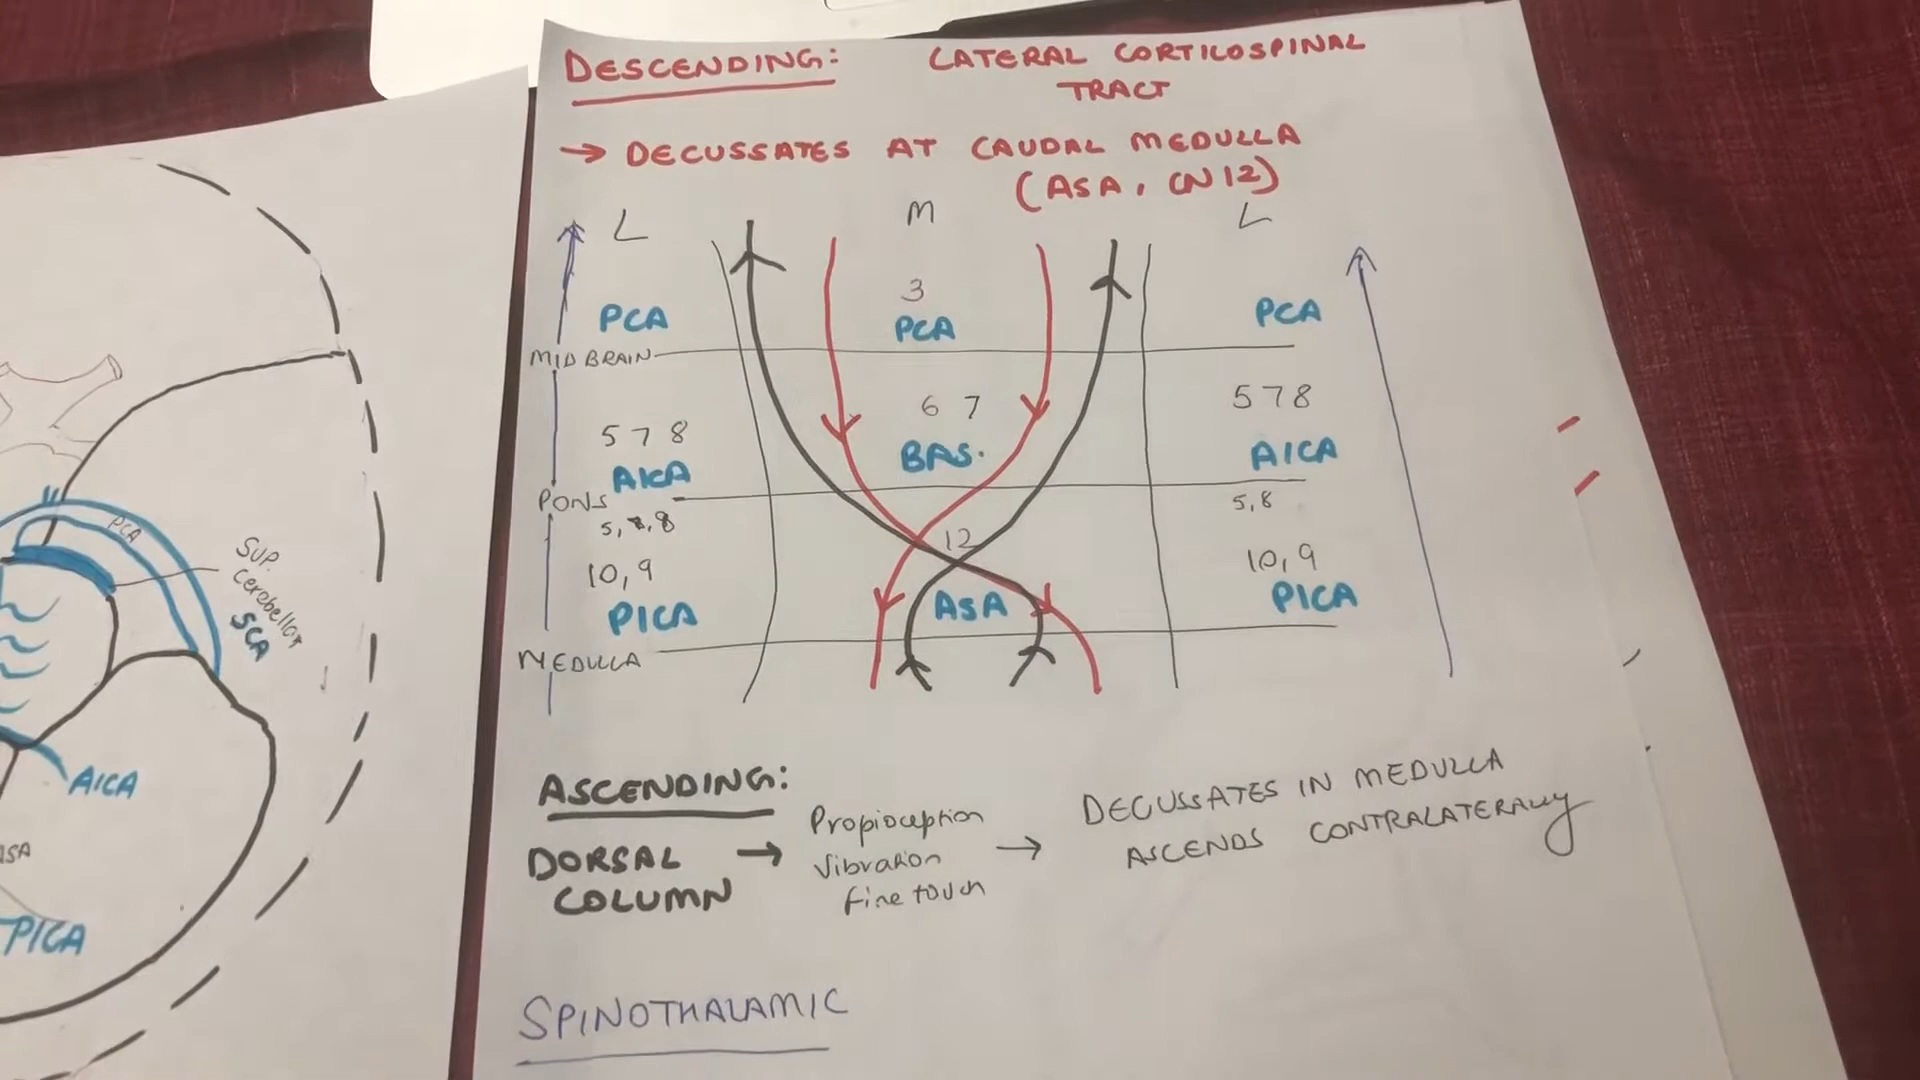 DESCENDING: LATERAL CORTICOSPINAL
TRACT
→ DECUSSATES AT CAUDAL MEDULLA
(ASA, CN12)
L M L
3
PCA PCA PCA
MIDBRAIN
5 7 8 6 7 5 7 8
AICA BAS. AICA
PONS
5, 8 5,8
12
10,9 10,9
PICA ASA PICA
MEDULLA
ASCENDING:
DORSAL
COLUMN
→
Propioception
Vibration
fine touch
→
DECUSSATES IN MEDULLA
ASCENDS CONTRALATERALLY
SPINOTHALAMIC
PCA
SUP.
Cerebellar
SCA
AICA
ASA
PICA